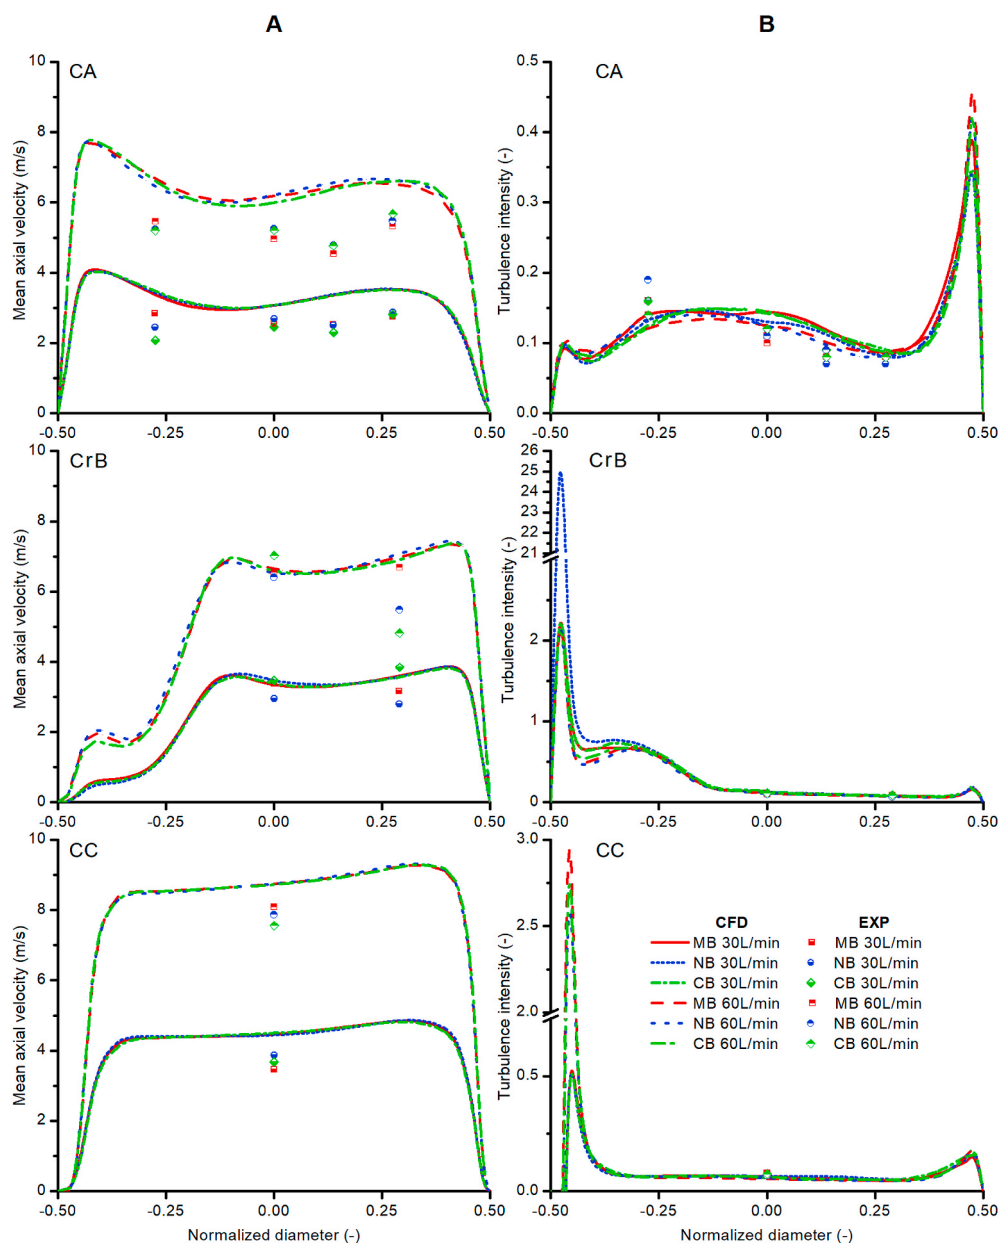 A
B
CA
10
8
6
4
2
0
Mean axial velocity (m/s)
-0.50
-0.25
0.00
0.25
0.50
CA
0.5
0.4
0.3
0.2
0.1
0.0
Turbulence intensity (-)
-0.50
-0.25
0.00
0.25
0.50
CrB
10
8
6
4
2
0
Mean axial velocity (m/s)
-0.50
-0.25
0.00
0.25
0.50
CrB
26
25
24
23
22
21
2
1
0
Turbulence intensity (-)
-0.50
-0.25
0.00
0.25
0.50
CC
10
8
6
4
2
0
Mean axial velocity (m/s)
-0.50
-0.25
0.00
0.25
0.50
Normalized diameter (-)
CC
3.0
2.5
2.0
0.5
0.0
Turbulence intensity (-)
CFD EXP
MB 30L/min MB 30L/min
NB 30L/min NB 30L/min
CB 30L/min CB 30L/min
MB 60L/min MB 60L/min
NB 60L/min NB 60L/min
CB 60L/min CB 60L/min
-0.50
-0.25
0.00
0.25
0.50
Normalized diameter (-)